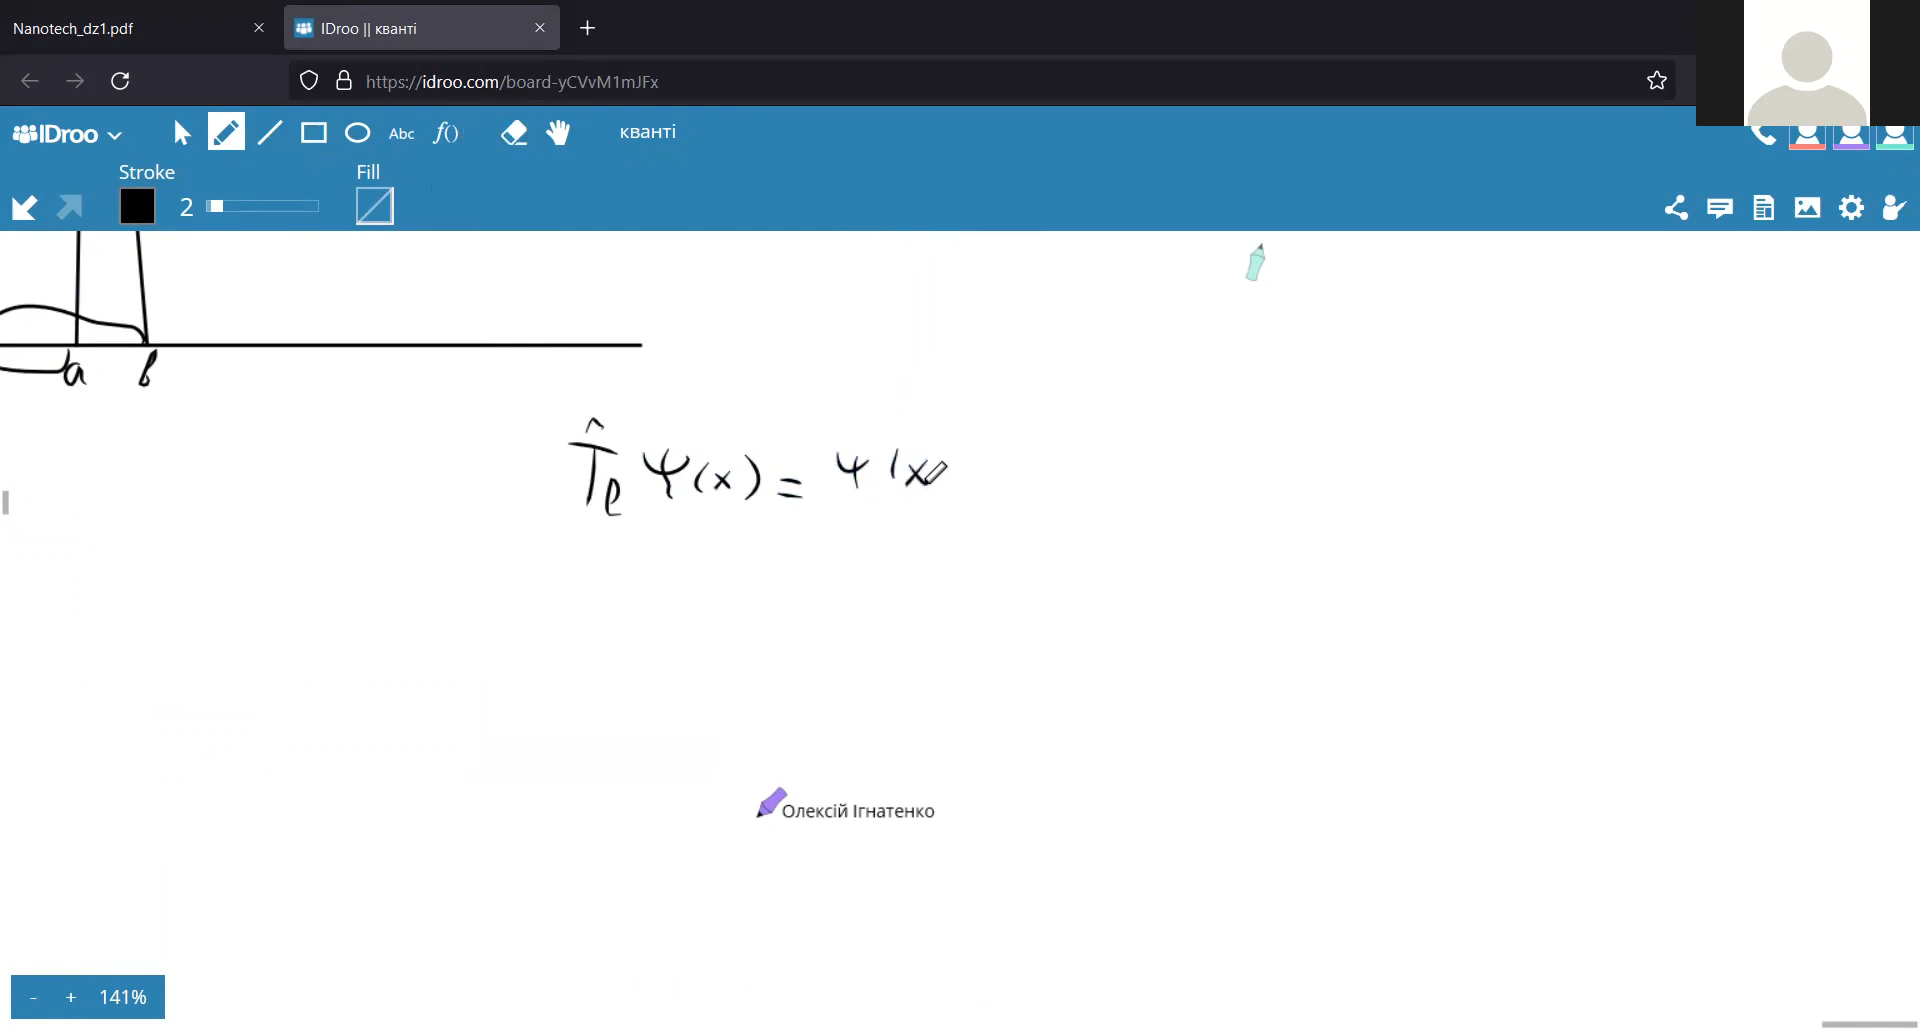 Nanotech_dz1.pdf
IDroo || кванті
https://idroo.com/board-yCVvM1mJFx
IDroo
Abc
f()
кванті
Stroke
Fill
2
a b
T̂ₗ Ψ(x) = Ψ(x
Олексій Ігнатенко
- + 141%